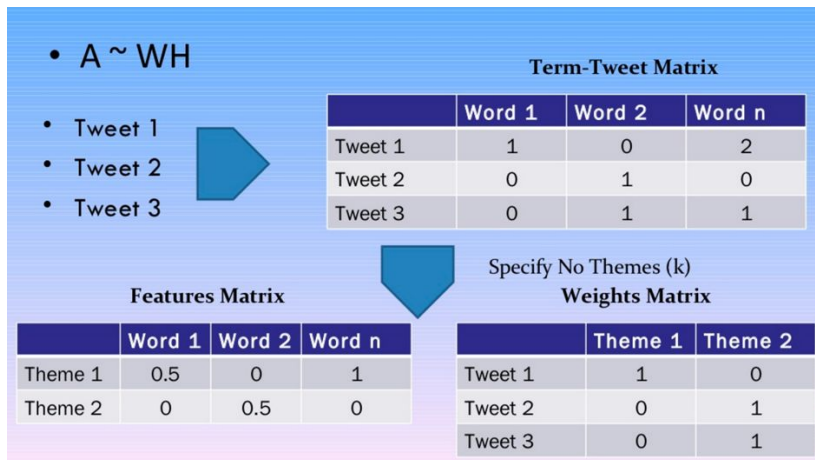 • A ~ WH
• Tweet 1
• Tweet 2
• Tweet 3
Term-Tweet Matrix
Word 1 Word 2 Word n
Tweet 1 1 0 2
Tweet 2 0 1 0
Tweet 3 0 1 1
Specify No Themes (k)
Features Matrix
Word 1 Word 2 Word n
Theme 1 0.5 0 1
Theme 2 0 0.5 0
Weights Matrix
Theme 1 Theme 2
Tweet 1 1 0
Tweet 2 0 1
Tweet 3 0 1